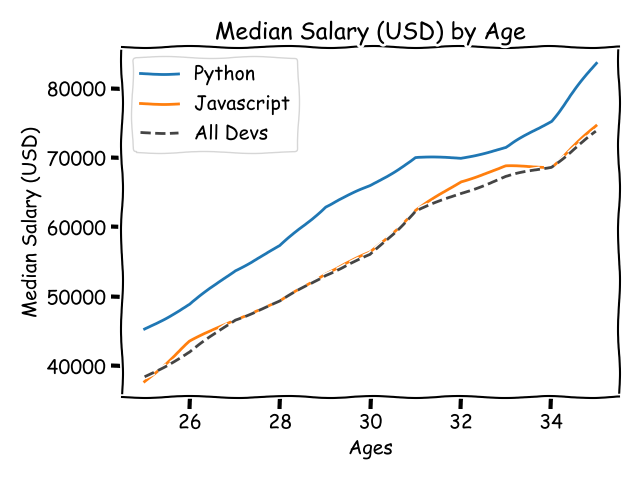 Median Salary (USD) by Age
Python
Javascript
All Devs
80000
70000
60000
50000
40000
Median Salary (USD)
26 28 30 32 34
Ages